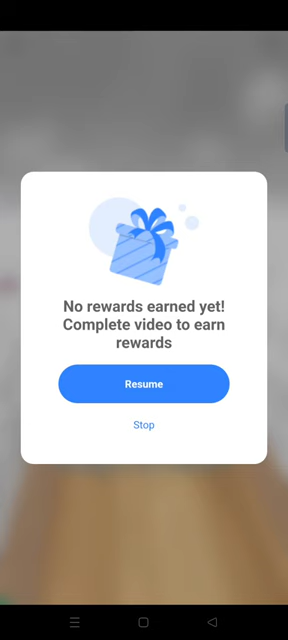 No rewards earned yet!
Complete video to earn
rewards
Resume
Stop